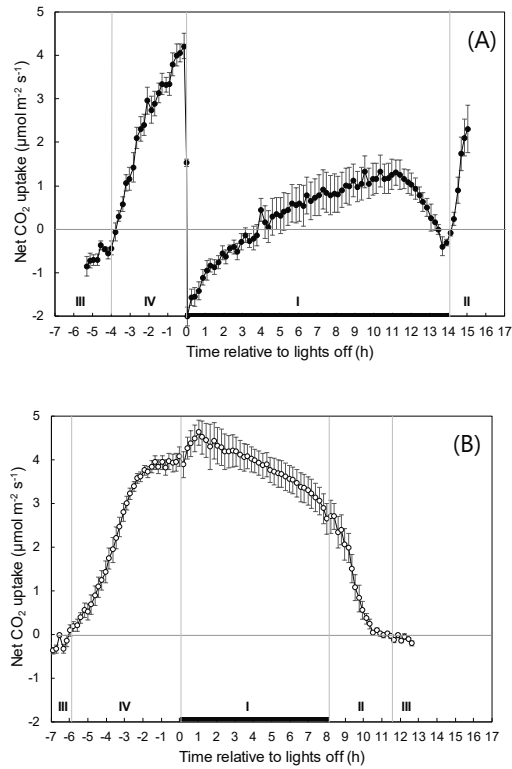 (A)
Net CO₂ uptake (µmol m⁻² s⁻¹)
5
4
3
2
1
0
-1
-2
III IV I II
-7 -6 -5 -4 -3 -2 -1 0 1 2 3 4 5 6 7 8 9 10 11 12 13 14 15 16 17
Time relative to lights off (h)
(B)
Net CO₂ uptake (µmol m⁻² s⁻¹)
5
4
3
2
1
0
-1
-2
III IV I II III
-7 -6 -5 -4 -3 -2 -1 0 1 2 3 4 5 6 7 8 9 10 11 12 13 14 15 16 17
Time relative to lights off (h)